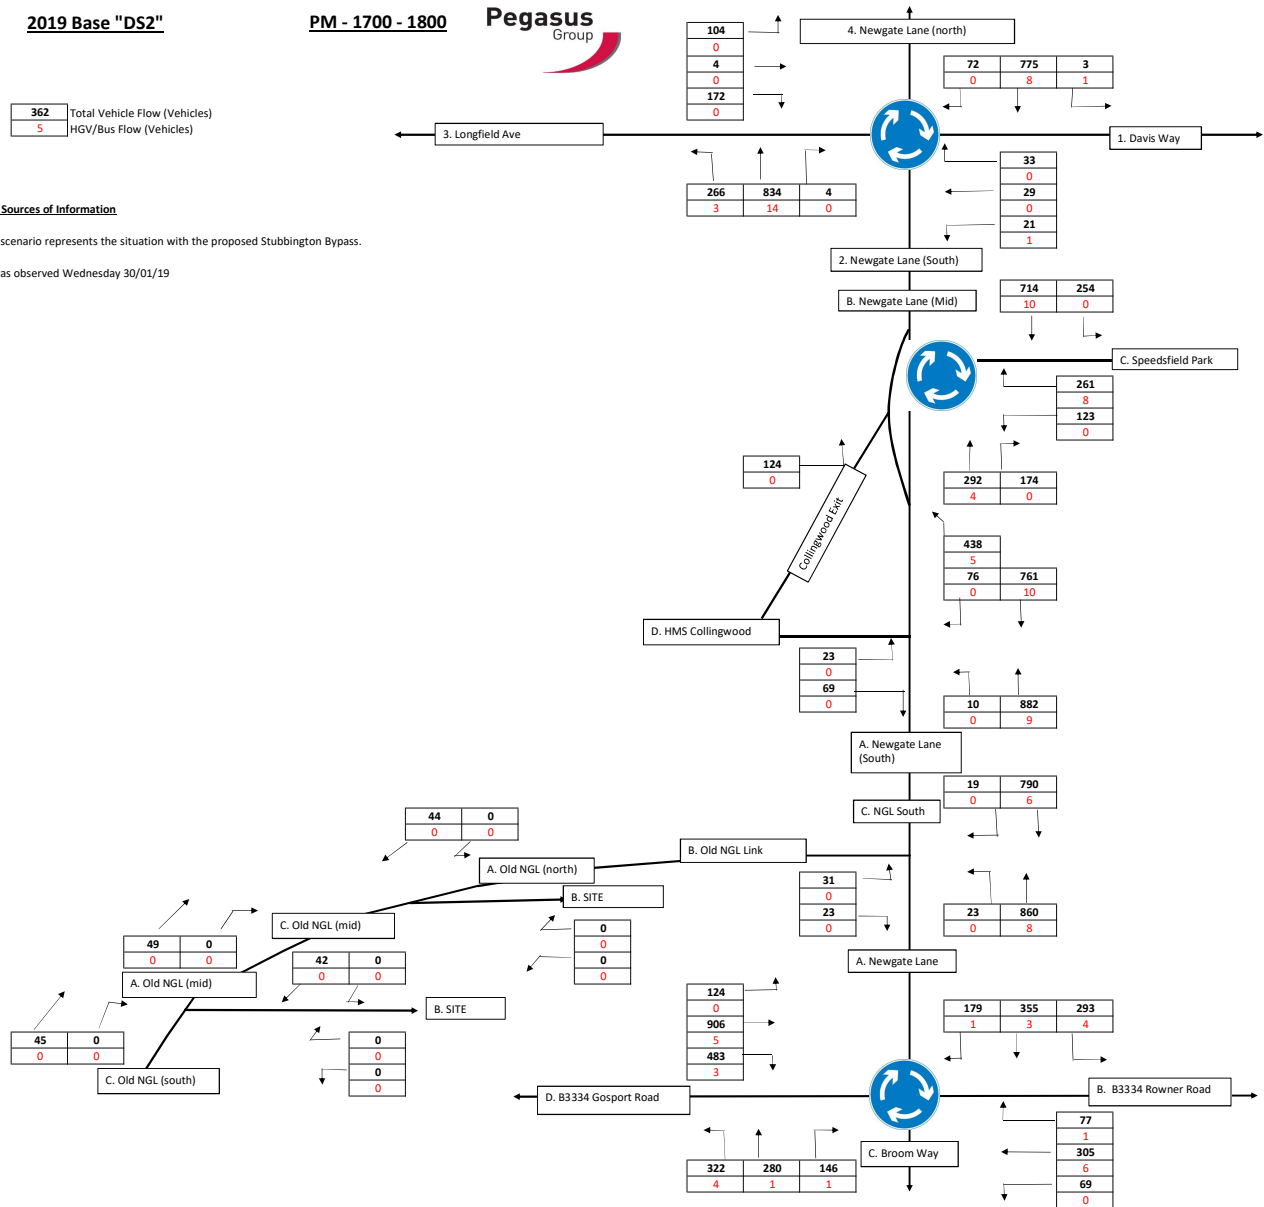 2019 Base "DS2"
PM - 1700 - 1800
Pegasus
Group
362 Total Vehicle Flow (Vehicles)
5 HGV/Bus Flow (Vehicles)
Sources of Information
scenario represents the situation with the proposed Stubbington Bypass.
as observed Wednesday 30/01/19
104
0
4
0
172
0
4. Newgate Lane (north)
72 775 3
0 8 1
3. Longfield Ave
1. Davis Way
266 834 4
3 14 0
33
0
29
0
21
1
2. Newgate Lane (South)
B. Newgate Lane (Mid)
714 254
10 0
C. Speedsfield Park
261
8
123
0
124
0
292 174
4 0
Collingwood Exit
438
5
76 761
0 10
D. HMS Collingwood
23
0
69
0
10 882
0 9
A. Newgate Lane
(South)
19 790
0 6
C. NGL South
44 0
0 0
B. Old NGL Link
A. Old NGL (north)
31
0
23
0
23 860
0 8
B. SITE
C. Old NGL (mid)
49 0
0 0
0
0
0
0
42 0
0 0
A. Newgate Lane
A. Old NGL (mid)
B. SITE
45 0
0 0
0
0
0
0
C. Old NGL (south)
124
0
906
5
483
3
179 355 293
1 3 4
D. B3334 Gosport Road
B. B3334 Rowner Road
322 280 146
4 1 1
C. Broom Way
77
1
305
6
69
0